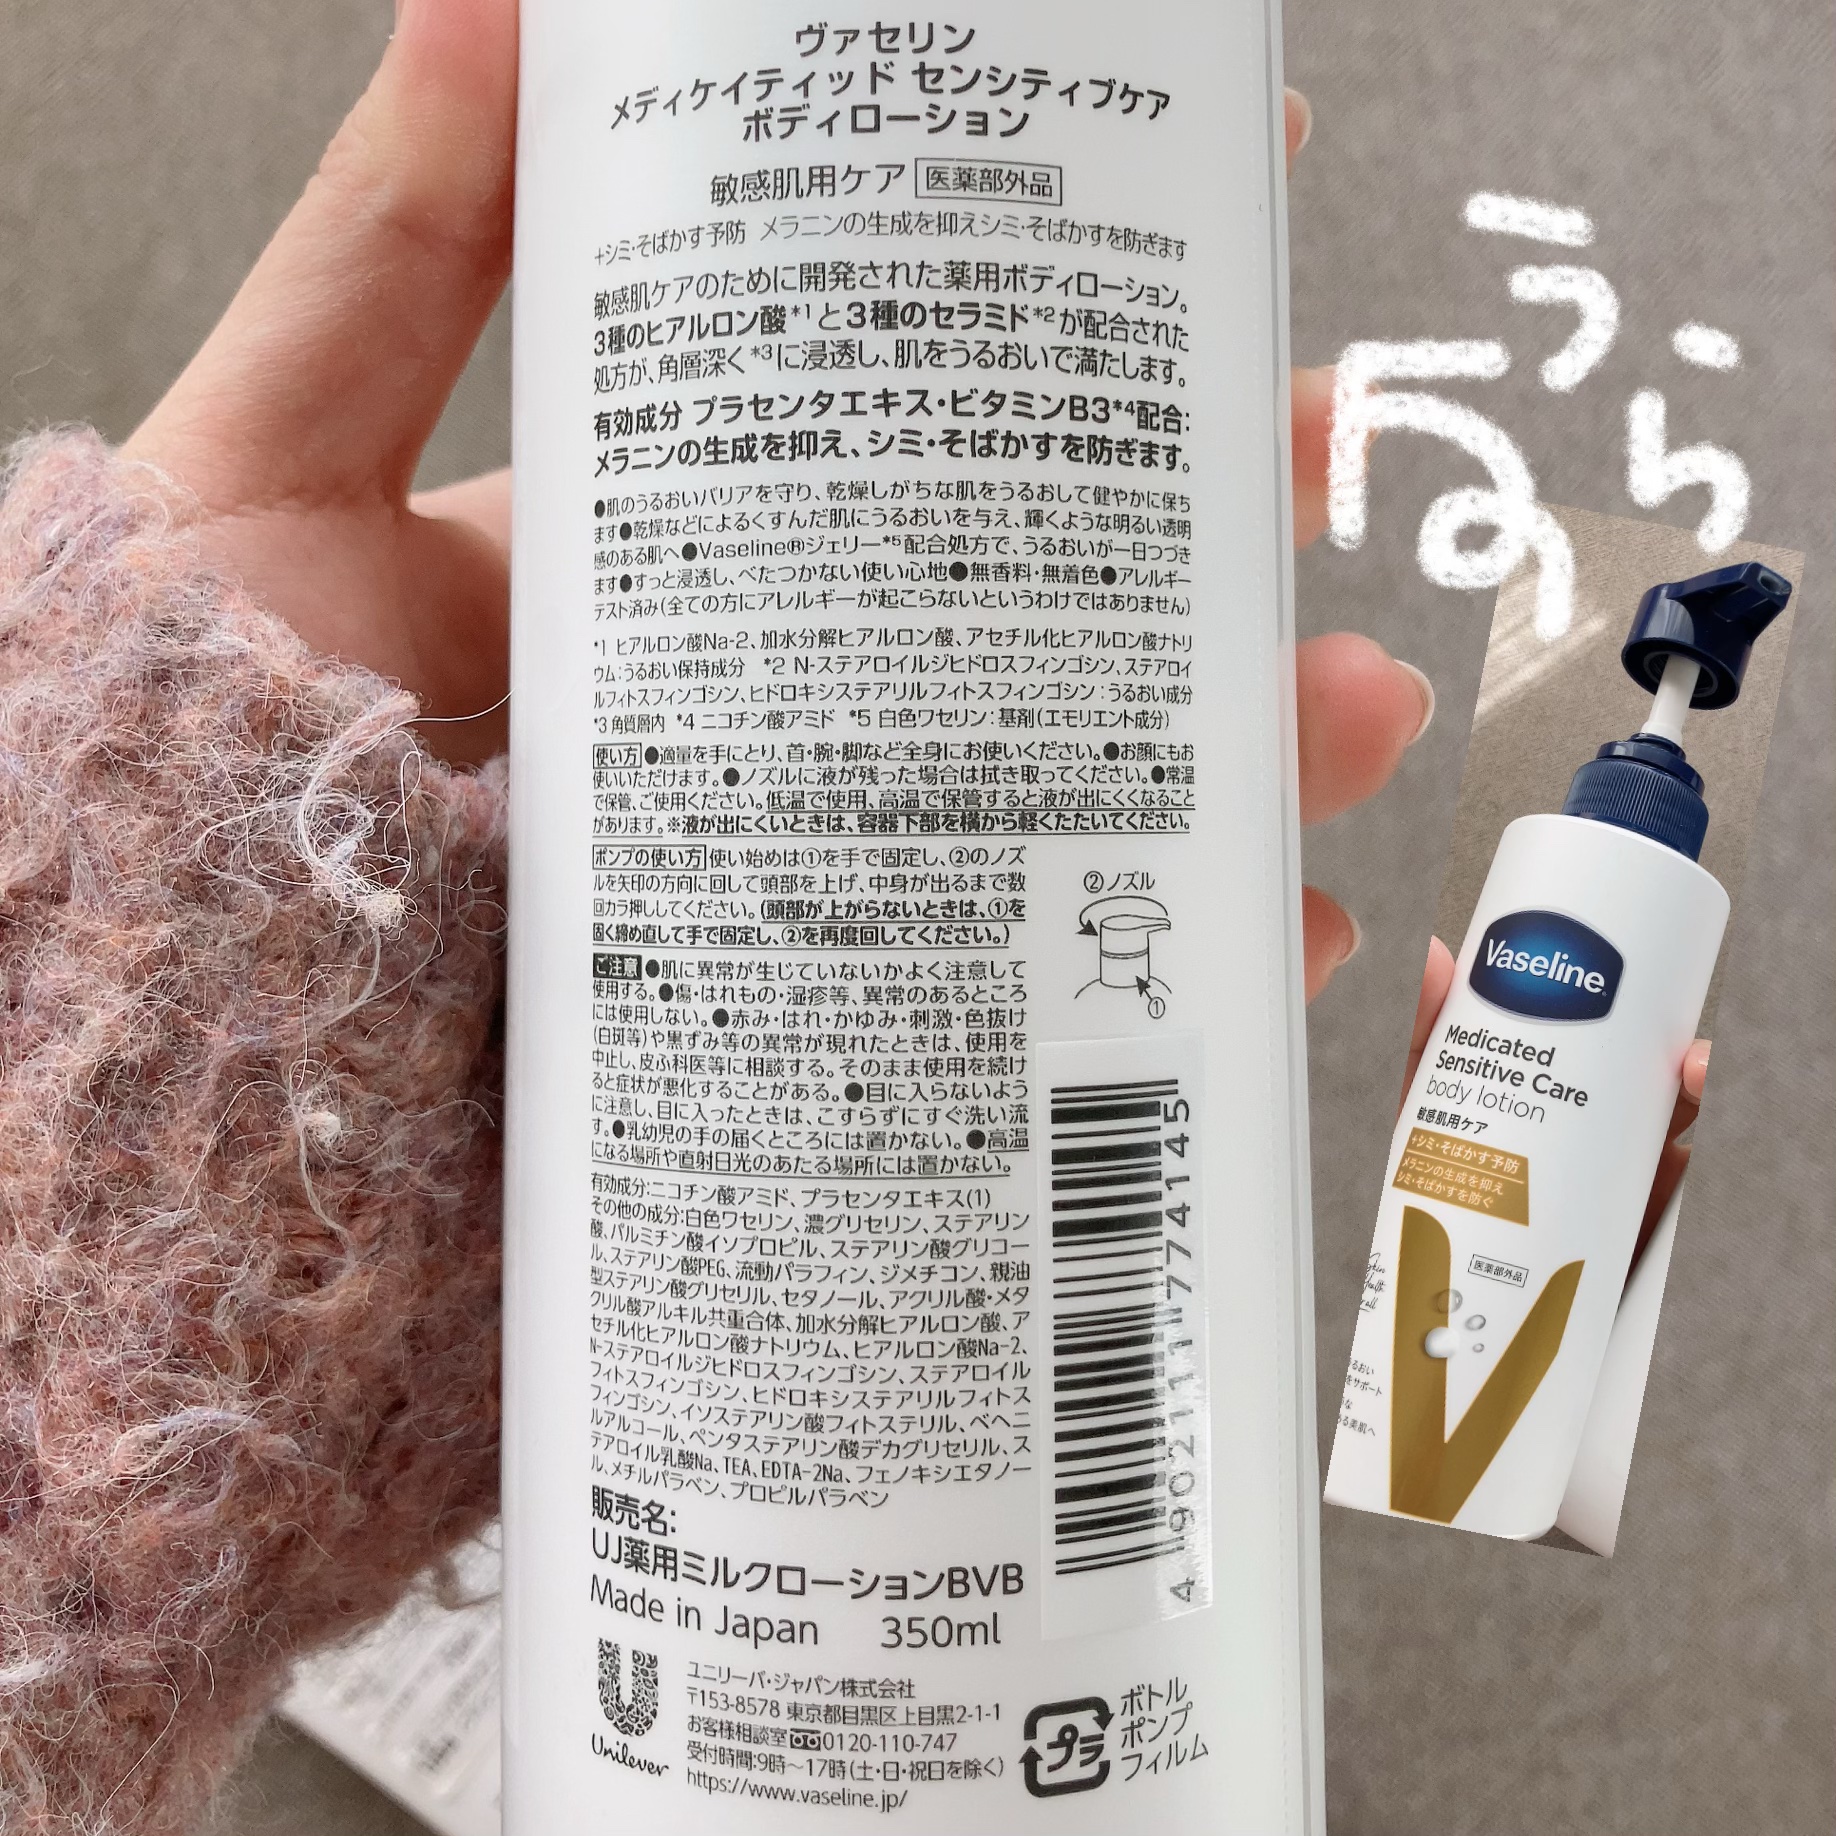 ヴァセリン
メディケイティッド センシティブケア
ボディローション
敏感肌用ケア 医薬部外品
+シミ・そばかす予防 メラニンの生成を抑えシミ・そばかすを防ぎます
敏感肌ケアのために開発された薬用ボディローション。
3種のヒアルロン酸*1と3種のセラミド*2が配合された
処方が、角層深く*3に浸透し、肌をうるおいで満たします。
有効成分 プラセンタエキス・ビタミンB3*4配合:
メラニンの生成を抑え、シミ・そばかすを防ぎます。
●肌のうるおいバリアを守り、乾燥しがちな肌をうるおして健やかに保ち
ます●乾燥などによるくすんだ肌にうるおいを与え、輝くような明るい透明
感のある肌へ●Vaseline®ジェリー*5配合処方で、うるおいが一日つづき
ます●すっと浸透し、べたつかない使い心地●無香料・無着色●アレルギー
テスト済み(全ての方にアレルギーが起こらないというわけではありません)
*1 ヒアルロン酸Na-2、加水分解ヒアルロン酸、アセチル化ヒアルロン酸ナトリ
ウム:うるおい保持成分 *2 N-ステアロイルジヒドロスフィンゴシン、ステアロイ
ルフィトスフィンゴシン、ヒドロキシステアリルフィトスフィンゴシン:うるおい成分
*3 角質層内 *4 ニコチン酸アミド *5 白色ワセリン:基剤(エモリエント成分)
使い方 ●適量を手にとり、首・腕・脚など全身にお使いください。●お顔にもお
使いいただけます。●ノズルに液が残った場合は拭き取ってください。●常温
で保管、ご使用ください。低温で使用、高温で保管すると液が出にくくなること
があります。※液が出にくいときは、容器下部を横から軽くたたいてください。
ポンプの使い方 使い始めは①を手で固定し、②のノズ
ルを矢印の方向に回して頭部を上げ、中身が出るまで数
回カラ押ししてください。(頭部が上がらないときは、①を
固く締め直して手で固定し、②を再度回してください。)
②ノズル
①
ご注意 ●肌に異常が生じていないかよく注意して
使用する。●傷・はれもの・湿疹等、異常のあるところ
には使用しない。●赤み・はれ・かゆみ・刺激・色抜け
(白斑等)や黒ずみ等の異常が現れたときは、使用を
中止し、皮ふ科医等に相談する。そのまま使用を続け
ると症状が悪化することがある。●目に入らないよう
に注意し、目に入ったときは、こすらずにすぐ洗い流
す。●乳幼児の手の届くところには置かない。●高温
になる場所や直射日光のあたる場所には置かない。
有効成分:ニコチン酸アミド、プラセンタエキス(1)
その他の成分:白色ワセリン、濃グリセリン、ステアリン
酸、パルミチン酸イソプロピル、ステアリン酸グリコー
ル、ステアリン酸PEG、流動パラフィン、ジメチコン、親油
型ステアリン酸グリセリル、セタノール、アクリル酸・メタ
クリル酸アルキル共重合体、加水分解ヒアルロン酸、ア
セチル化ヒアルロン酸ナトリウム、ヒアルロン酸Na-2、
N-ステアロイルジヒドロスフィンゴシン、ステアロイル
フィトスフィンゴシン、ヒドロキシステアリルフィトス
フィンゴシン、イソステアリン酸フィトステリル、ベヘニ
ルアルコール、ペンタステアリン酸デカグリセリル、ス
テアロイル乳酸Na、TEA、EDTA-2Na、フェノキシエタノー
ル、メチルパラベン、プロピルパラベン
4 902111 774145
販売名:
UJ薬用ミルクローションBVB
Made in Japan 350ml
Unilever
ユニリーバ・ジャパン株式会社
〒153-8578 東京都目黒区上目黒2-1-1
お客様相談室 0120-110-747
受付時間:9時～17時(土・日・祝日を除く)
https://www.vaseline.jp/
プラ
ボトル
ポンプ
フィルム
うら
Vaseline
Medicated
Sensitive Care
body lotion
敏感肌用ケア
+シミ・そばかす予防
メラニンの生成を抑え
シミ・そばかすを防ぐ
医薬部外品